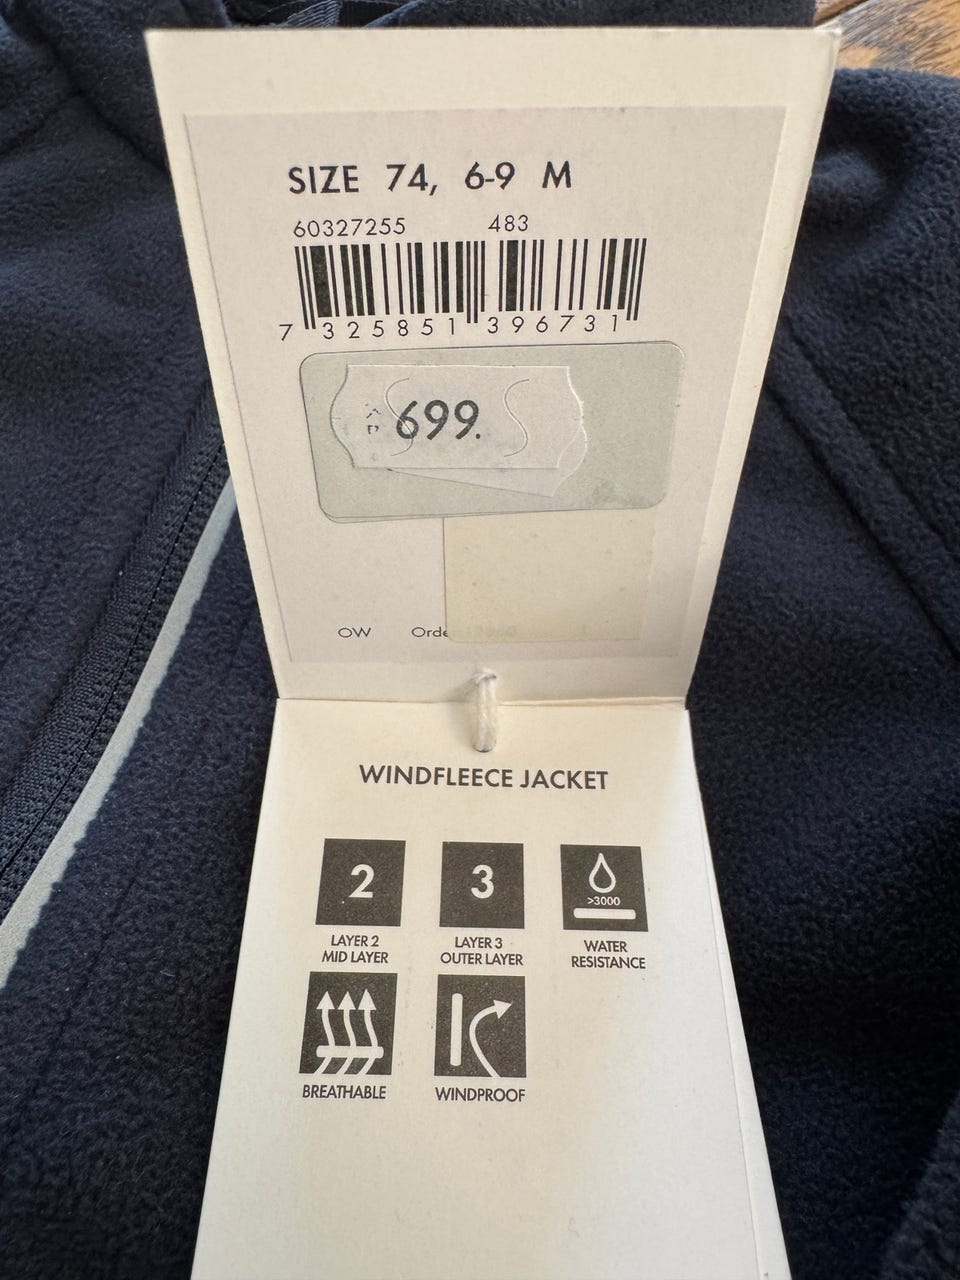 SIZE 74, 6-9 M
60327255 483
7 325851 396731
699.
OW
WINDFLEECE JACKET
2 3 >3000
LAYER 2 LAYER 3 WATER
MID LAYER OUTER LAYER RESISTANCE
BREATHABLE WINDPROOF